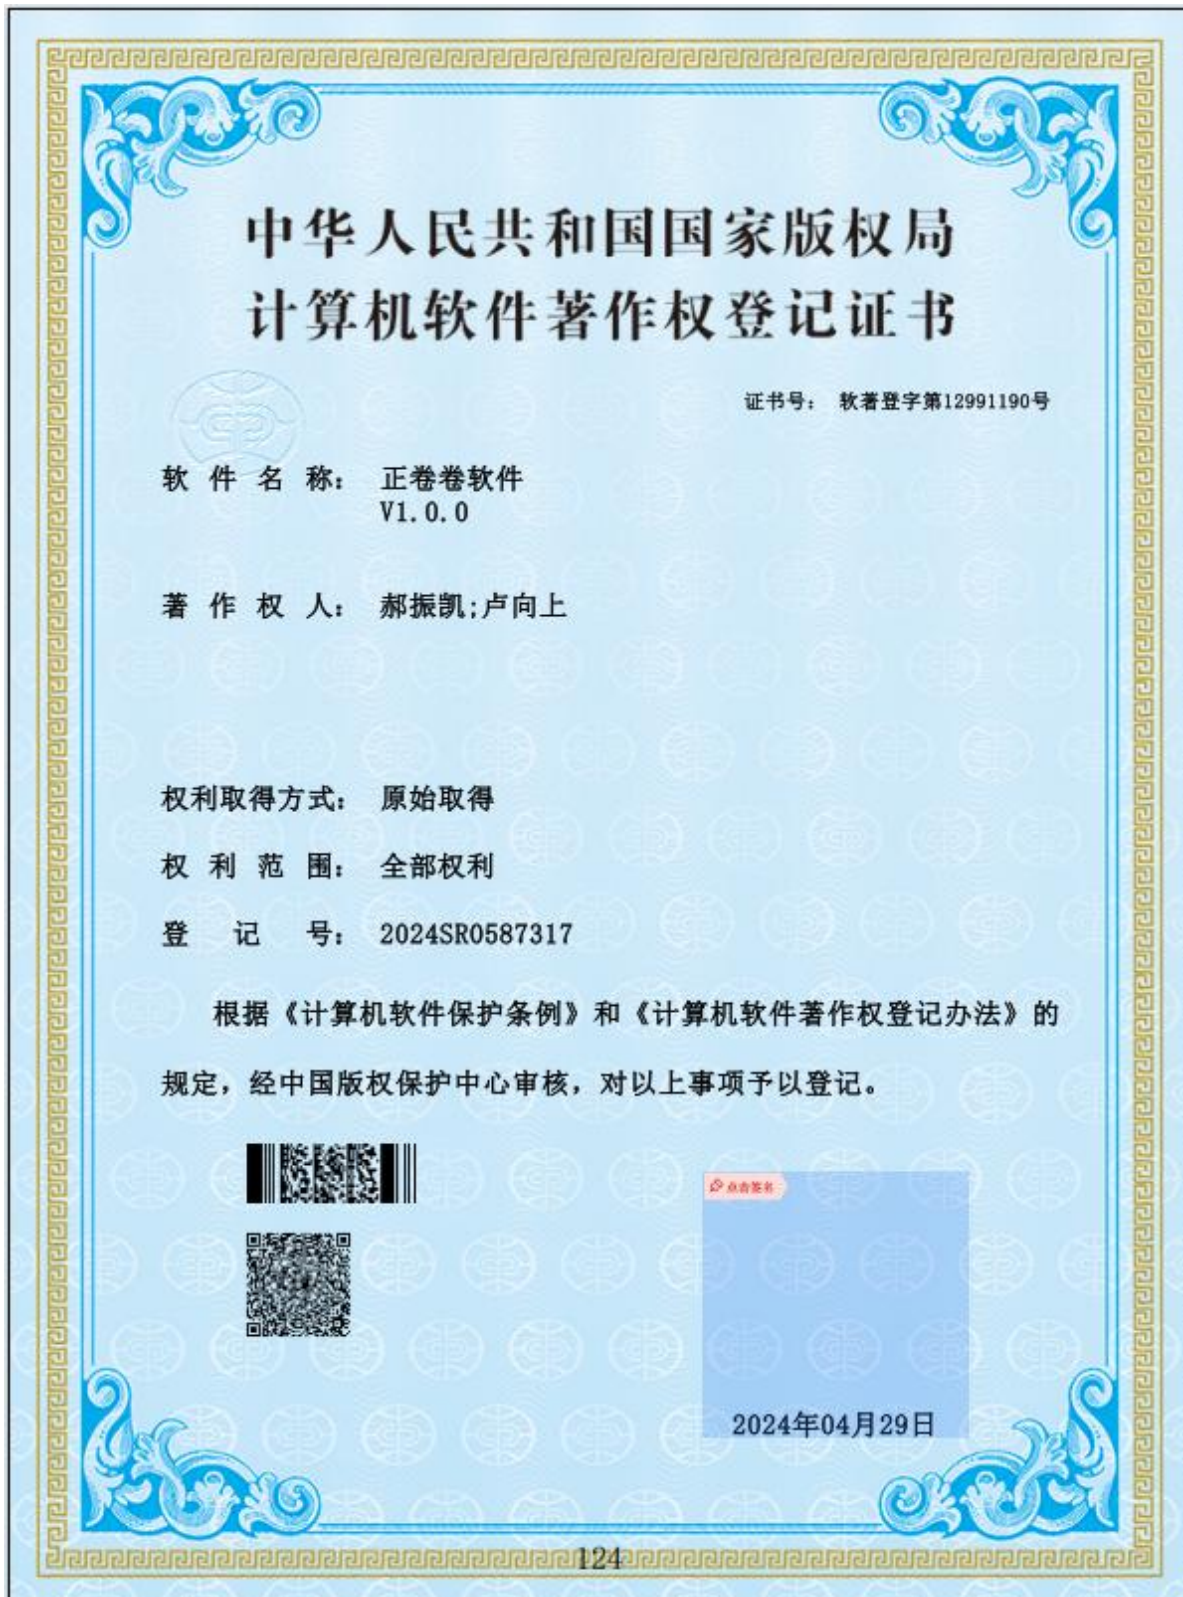 中华人民共和国国家版权局
计算机软件著作权登记证书
证书号： 软著登字第12991190号
软件名称： 正卷卷软件
V1.0.0
著作权人： 郝振凯;卢向上
权利取得方式： 原始取得
权利范围： 全部权利
登记号： 2024SR0587317
根据《计算机软件保护条例》和《计算机软件著作权登记办法》的
规定，经中国版权保护中心审核，对以上事项予以登记。
点击签名
2024年04月29日
124